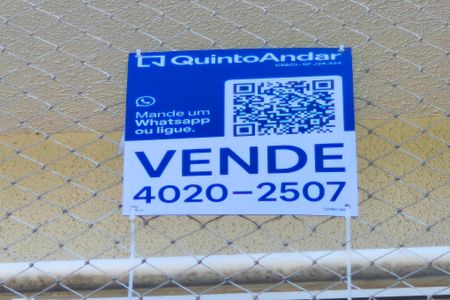 QuintoAndar
Mande um
Whatsapp
ou ligue.
VENDE
4020-2507